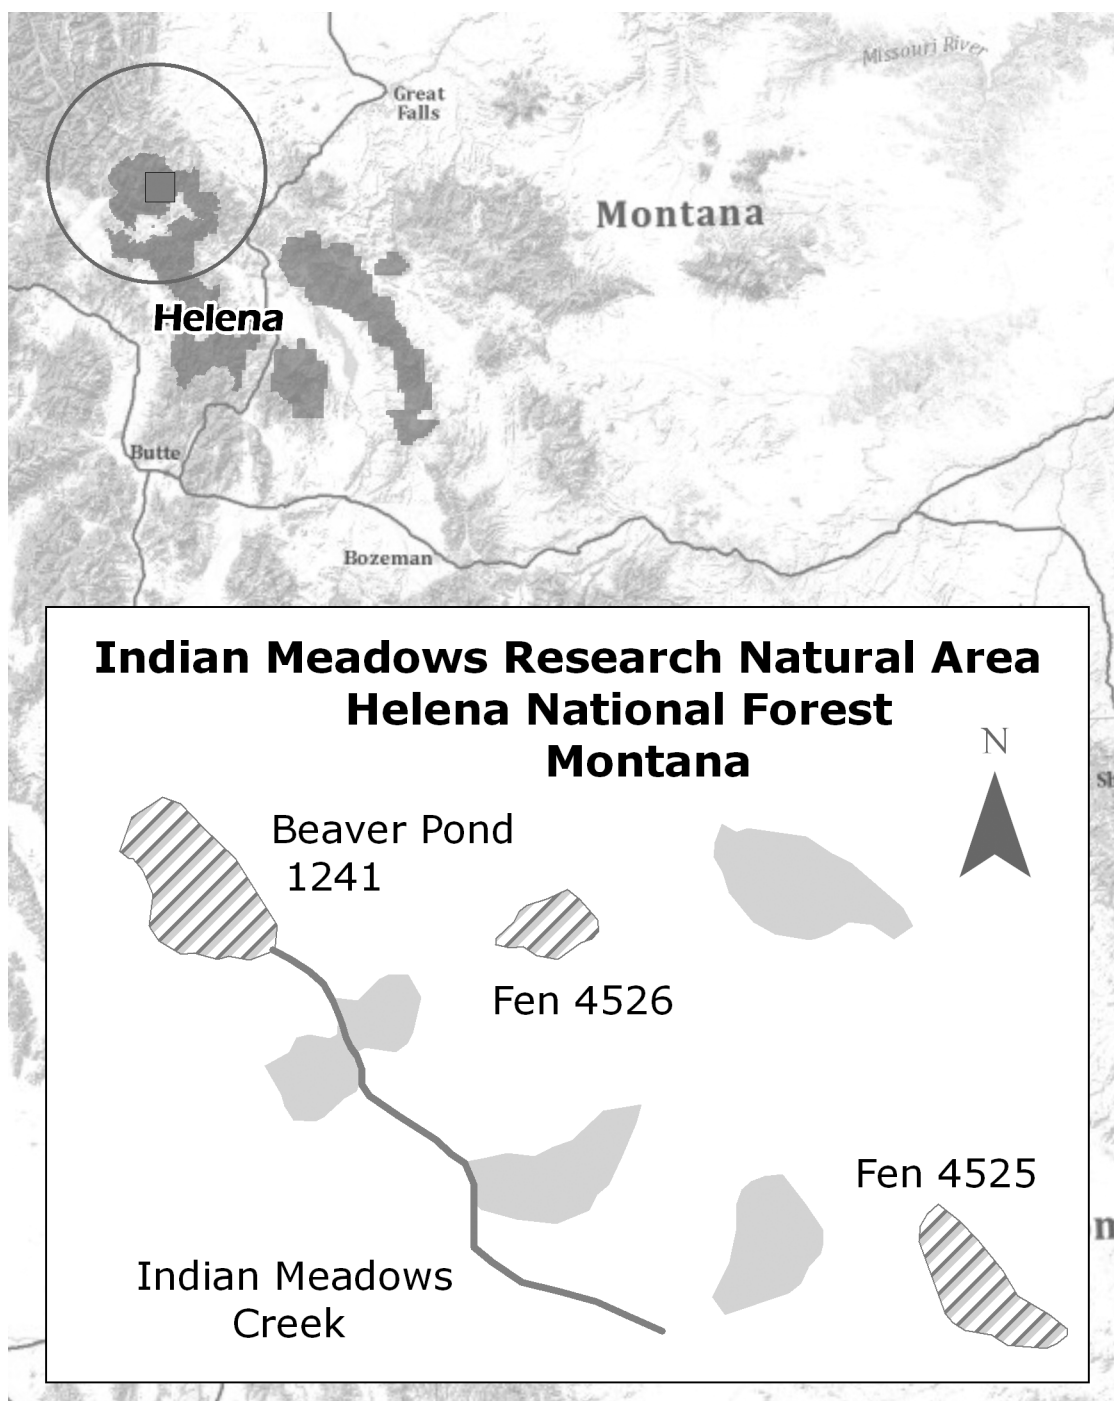 Missouri River
Great
Falls
Montana
Helena
Butte
Bozeman
Indian Meadows Research Natural Area
Helena National Forest
Montana
N
Sh
Beaver Pond
1241
Fen 4526
Fen 4525
Indian Meadows
Creek